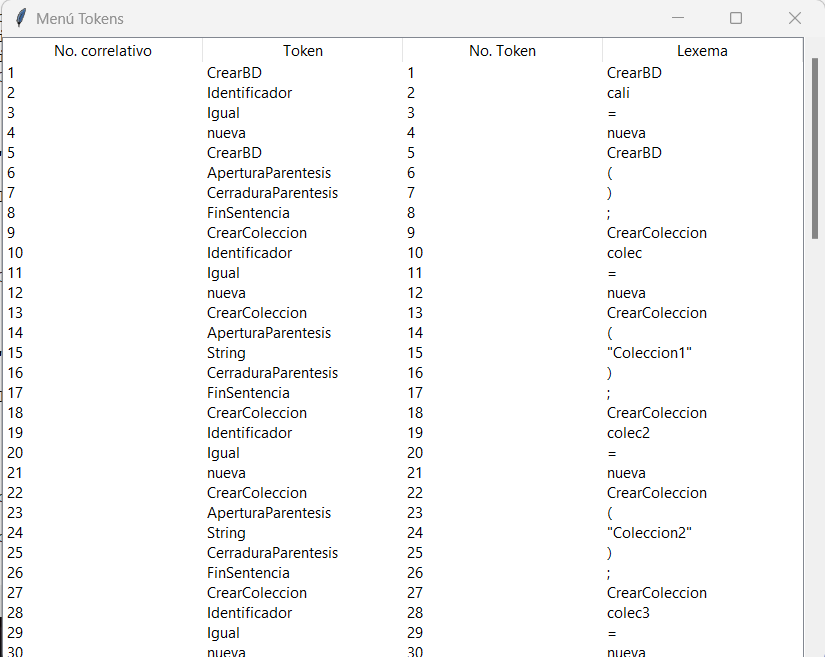 Menú Tokens
No. correlativo Token No. Token Lexema
1 CrearBD 1 CrearBD
2 Identificador 2 cali
3 Igual 3 =
4 nueva 4 nueva
5 CrearBD 5 CrearBD
6 AperturaParentesis 6 (
7 CerraduraParentesis 7 )
8 FinSentencia 8 ;
9 CrearColeccion 9 CrearColeccion
10 Identificador 10 colec
11 Igual 11 =
12 nueva 12 nueva
13 CrearColeccion 13 CrearColeccion
14 AperturaParentesis 14 (
15 String 15 "Coleccion1"
16 CerraduraParentesis 16 )
17 FinSentencia 17 ;
18 CrearColeccion 18 CrearColeccion
19 Identificador 19 colec2
20 Igual 20 =
21 nueva 21 nueva
22 CrearColeccion 22 CrearColeccion
23 AperturaParentesis 23 (
24 String 24 "Coleccion2"
25 CerraduraParentesis 25 )
26 FinSentencia 26 ;
27 CrearColeccion 27 CrearColeccion
28 Identificador 28 colec3
29 Igual 29 =
30 nueva 30 nueva